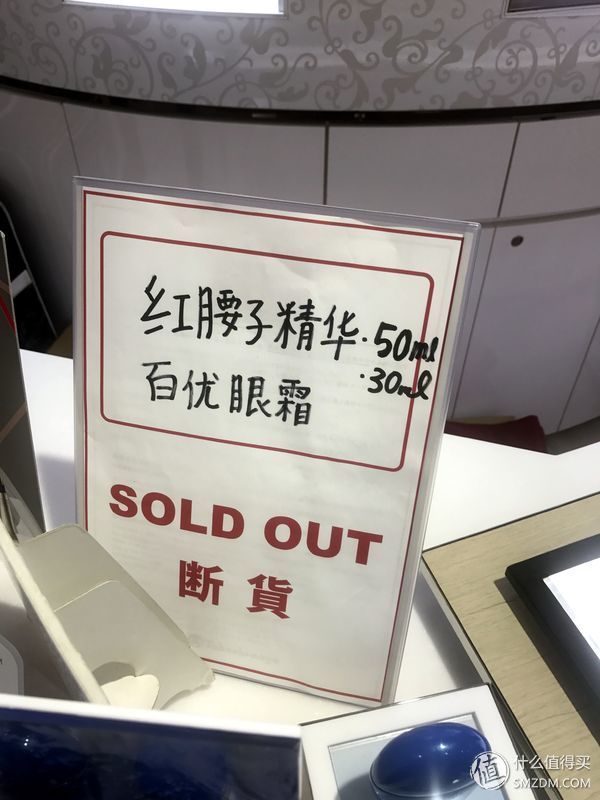 红腰子精华·50ml
·30ml
百优眼霜
SOLD OUT
断貨
值 什么值得买
SMZDM.COM